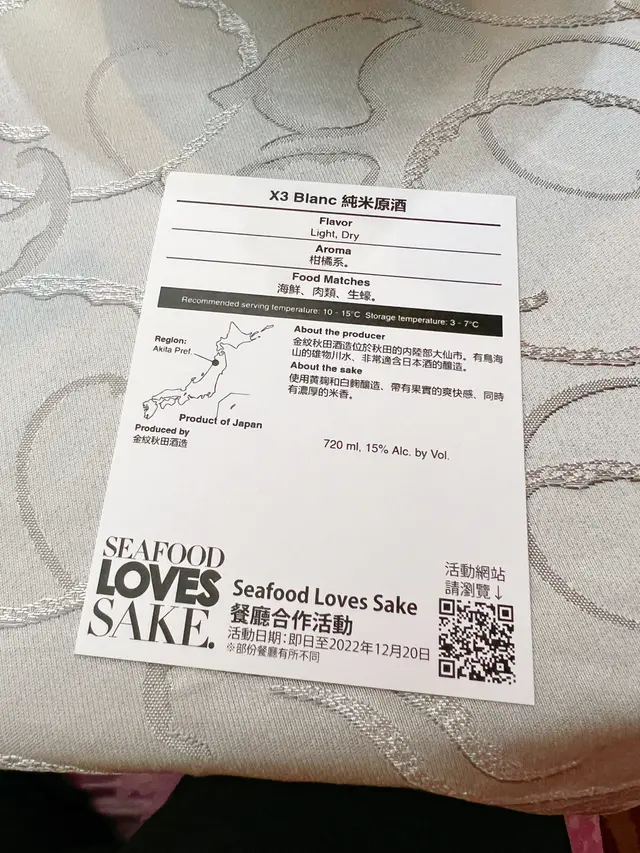 X3 Blanc 純米原酒
Flavor
Light, Dry
Aroma
柑橘系。
Food Matches
海鮮、肉類、生蠔。
Recommended serving temperature: 10 - 15°C Storage temperature: 3 - 7°C
Region:
Akita Pref.
Product of Japan
Produced by
金紋秋田酒造
About the producer
金紋秋田酒造位於秋田的內陸部大仙市。有鳥海
山的雄物川水、非常適合日本酒的釀造。
About the sake
使用黃麴和白麴釀造、帶有果實的爽快感、同時
有濃厚的米香。
720 ml, 15% Alc. by Vol.
SEAFOOD
LOVES
SAKE.
Seafood Loves Sake
餐廳合作活動
活動日期:即日至2022年12月20日
※部份餐廳有所不同
活動網站
請瀏覽↓